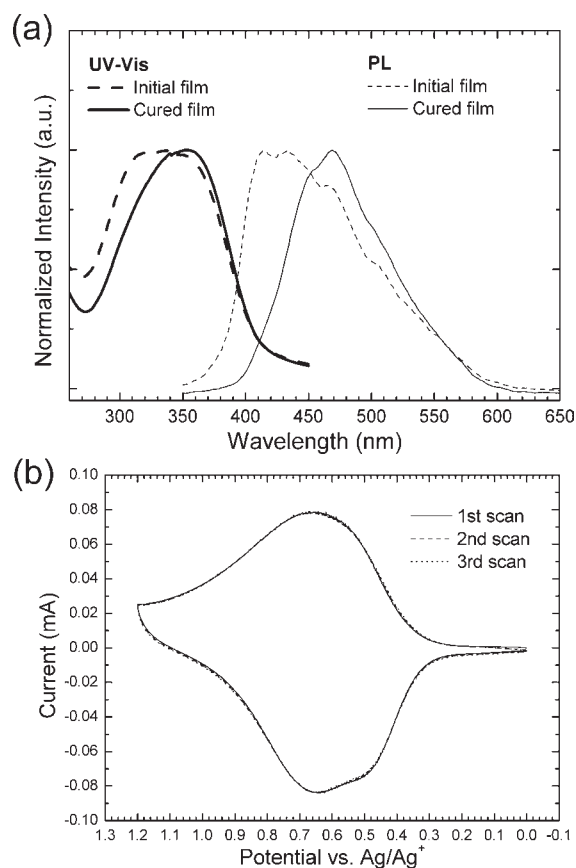 (a)
UV-Vis
Initial film
Cured film
PL
Initial film
Cured film
Normalized Intensity (a.u.)
300 350 400 450 500 550 600 650
Wavelength (nm)
(b)
0.10
0.08
0.06
0.04
0.02
0.00
-0.02
-0.04
-0.06
-0.08
-0.10
1st scan
2nd scan
3rd scan
Current (mA)
1.3 1.2 1.1 1.0 0.9 0.8 0.7 0.6 0.5 0.4 0.3 0.2 0.1 0.0 -0.1
Potential vs. Ag/Ag⁺